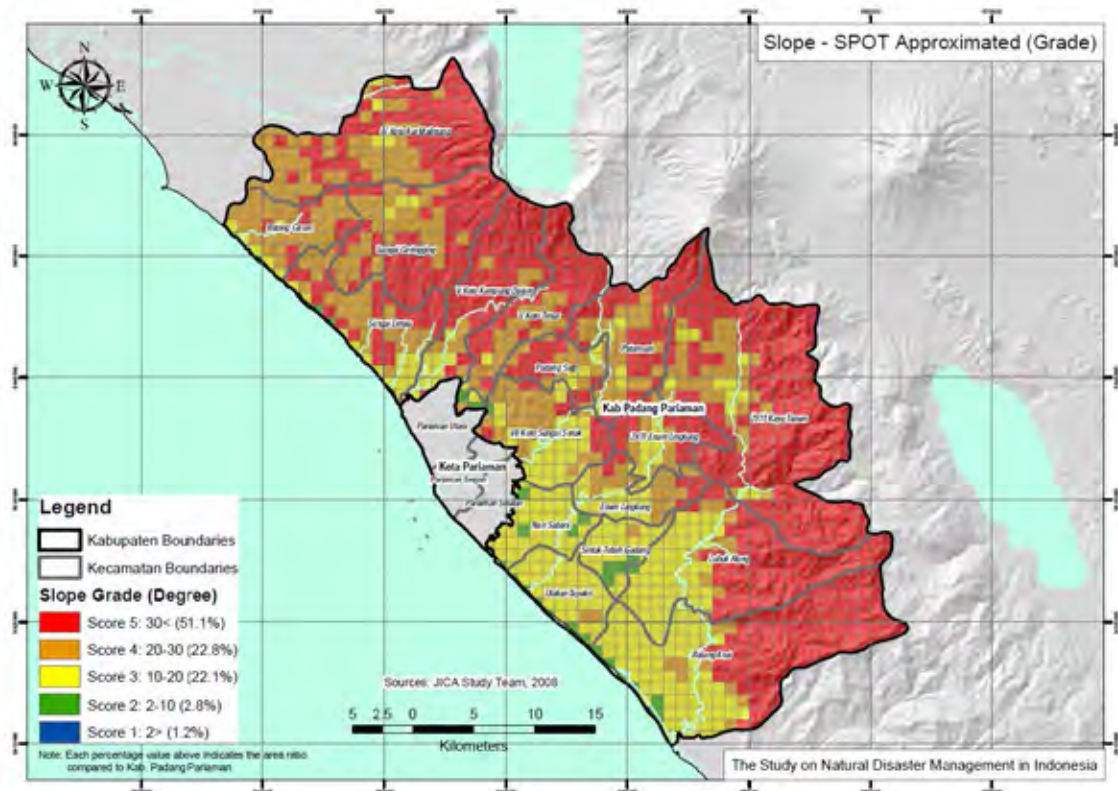 Slope - SPOT Approximated (Grade)
N
W E
S
IV Koto Aur Malintang
Batang Gasan
Sungai Geringging
V Koto Kampung Dalam
V Koto Timur
Sungai Limau
Patamuan
Padang Sago
Kab Padang Pariaman
2X11 Kayu Tanam
Pariaman Utara
VII Koto Sungai Sariak
2X11 Enam Lingkung
Kota Pariaman
Pariaman Tengah
Pariaman Selatan
Enam Lingkung
Nan Sabaris
Sintuk Toboh Gadang
Lubuk Alung
Ulakan Tapakis
Batang Anai
Legend
Kabupaten Boundaries
Kecamatan Boundaries
Slope Grade (Degree)
Score 5: 30< (51.1%)
Score 4: 20-30 (22.8%)
Score 3: 10-20 (22.1%)
Score 2: 2-10 (2.8%)
Score 1: 2> (1.2%)
Note: Each percentage value above indicates the area ratio
compared to Kab. Padang Pariaman
Sources: JICA Study Team, 2008
5 2.5 0 5 10 15
Kilometers
The Study on Natural Disaster Management in Indonesia